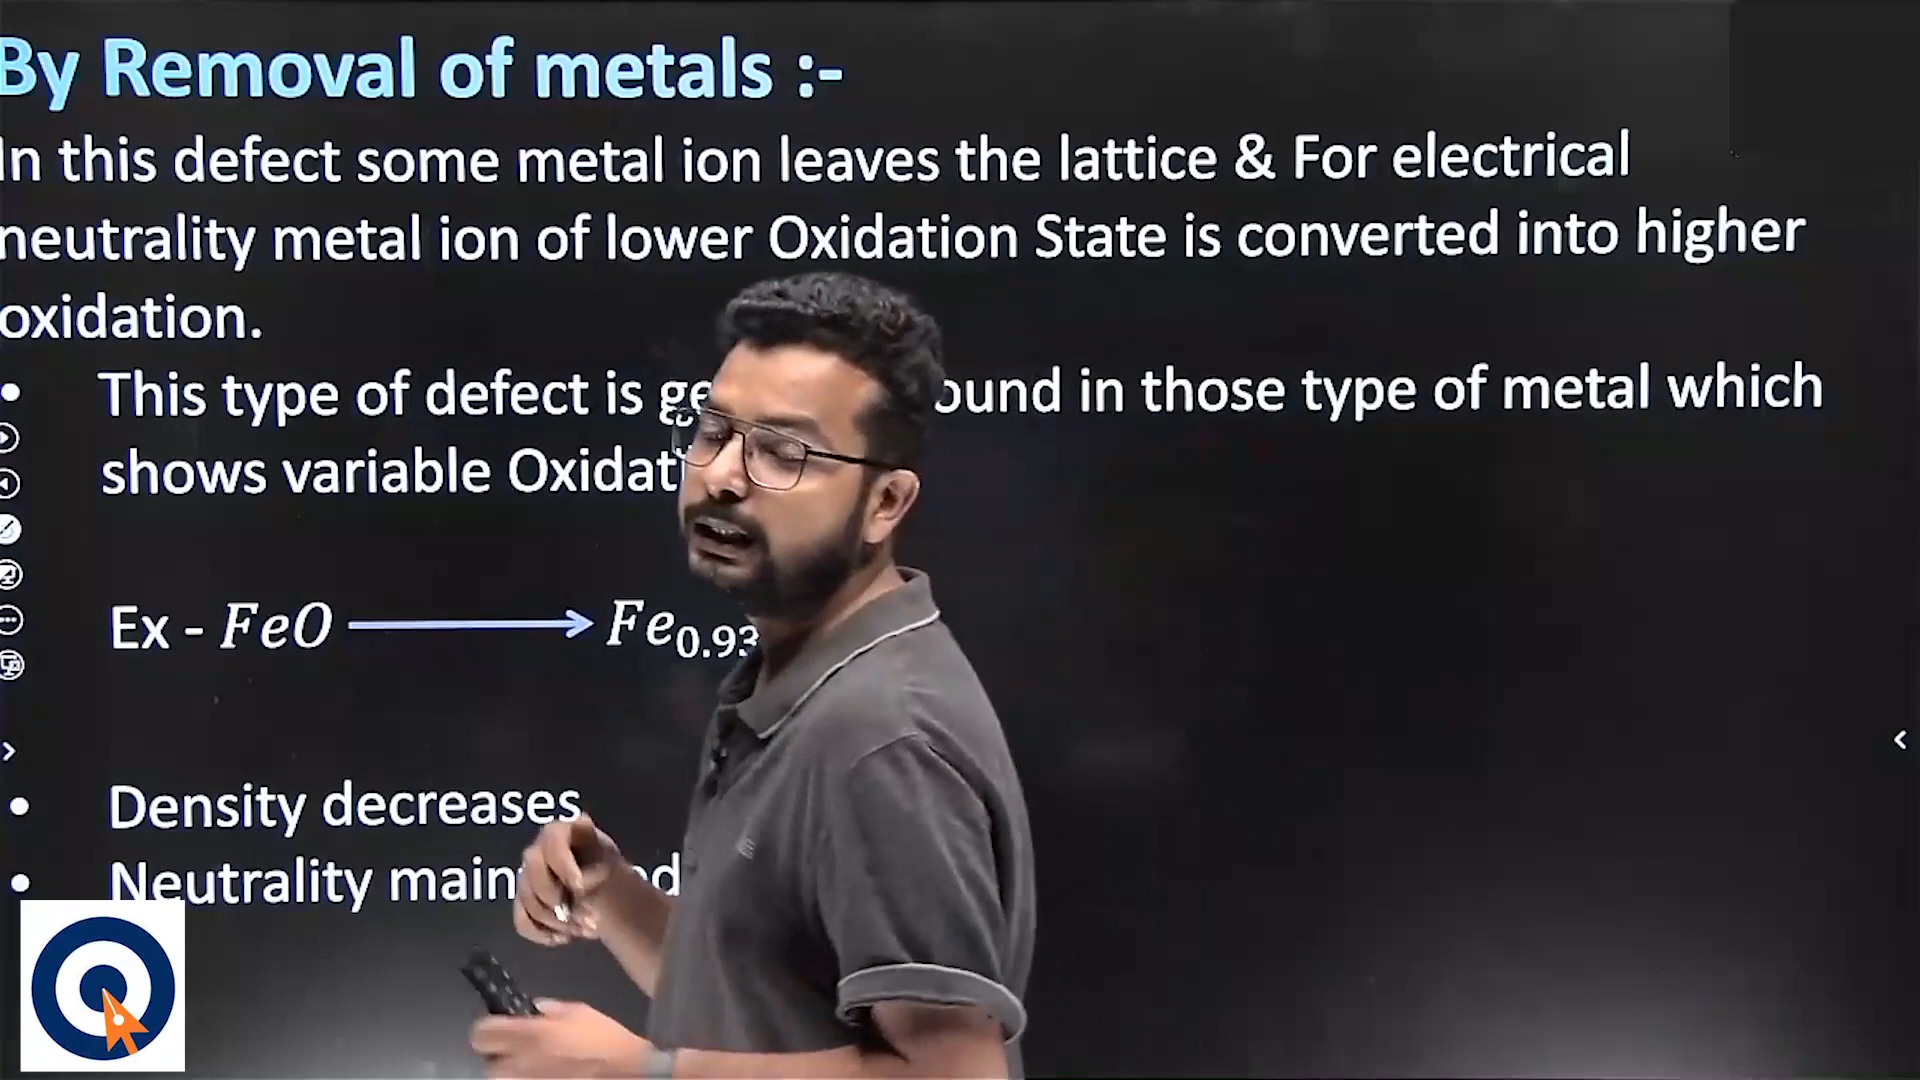 By Removal of metals :-
In this defect some metal ion leaves the lattice & For electrical
neutrality metal ion of lower Oxidation State is converted into higher
oxidation.
• This type of defect is ound in those type of metal which
shows variable
Ex - FeO ⟶ Fe₀.₉₃
• Density decreases
• Neutrality